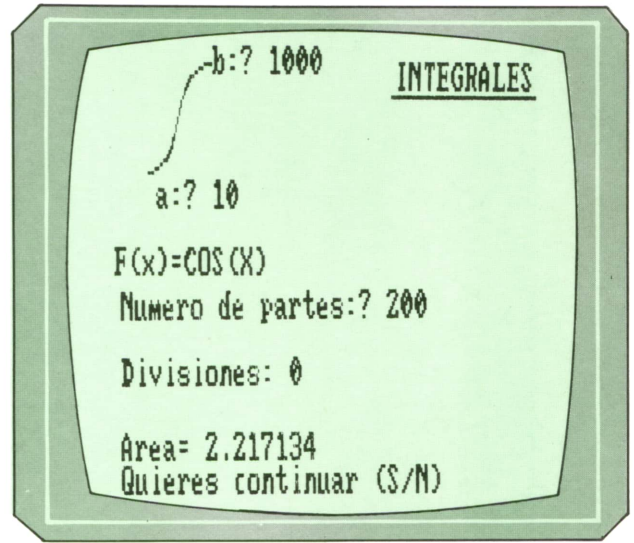 b:? 1000
INTEGRALES
a:? 10
F(x)=COS(X)
Numero de partes:? 200
Divisiones: 0
Area= 2.217134
Quieres continuar (S/N)